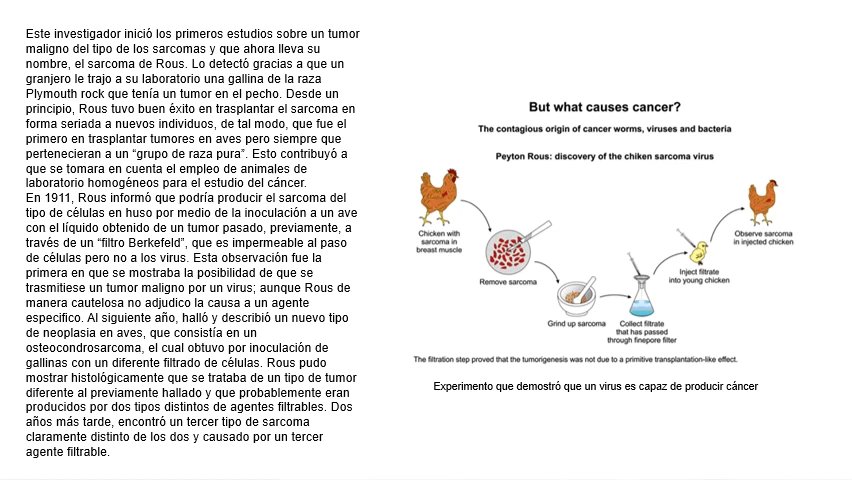 Este investigador inició los primeros estudios sobre un tumor
maligno del tipo de los sarcomas y que ahora lleva su
nombre, el sarcoma de Rous. Lo detectó gracias a que un
granjero le trajo a su laboratorio una gallina de la raza
Plymouth rock que tenía un tumor en el pecho. Desde un
principio, Rous tuvo buen éxito en trasplantar el sarcoma en
forma seriada a nuevos individuos, de tal modo, que fue el
primero en trasplantar tumores en aves pero siempre que
pertenecieran a un “grupo de raza pura”. Esto contribuyó a
que se tomara en cuenta el empleo de animales de
laboratorio homogéneos para el estudio del cáncer.
En 1911, Rous informó que podría producir el sarcoma del
tipo de células en huso por medio de la inoculación a un ave
con el líquido obtenido de un tumor pasado, previamente, a
través de un “filtro Berkefeld”, que es impermeable al paso
de células pero no a los virus. Esta observación fue la
primera en que se mostraba la posibilidad de que se
trasmitiese un tumor maligno por un virus; aunque Rous de
manera cautelosa no adjudico la causa a un agente
especifico. Al siguiente año, halló y describió un nuevo tipo
de neoplasia en aves, que consistía en un
osteocondrosarcoma, el cual obtuvo por inoculación de
gallinas con un diferente filtrado de células. Rous pudo
mostrar histológicamente que se trataba de un tipo de tumor
diferente al previamente hallado y que probablemente eran
producidos por dos tipos distintos de agentes filtrables. Dos
años más tarde, encontró un tercer tipo de sarcoma
claramente distinto de los dos y causado por un tercer
agente filtrable.
But what causes cancer?
The contagious origin of cancer worms, viruses and bacteria
Peyton Rous: discovery of the chiken sarcoma virus
Chicken with
sarcoma in
breast muscle
Remove sarcoma
Grind up sarcoma
Collect filtrate
that has passed
through finepore filter
Inject filtrate
into young chicken
Observe sarcoma
in injected chicken
The filtration step proved that the tumorigenesis was not due to a primitive transplantation-like effect.
Experimento que demostró que un virus es capaz de producir cáncer